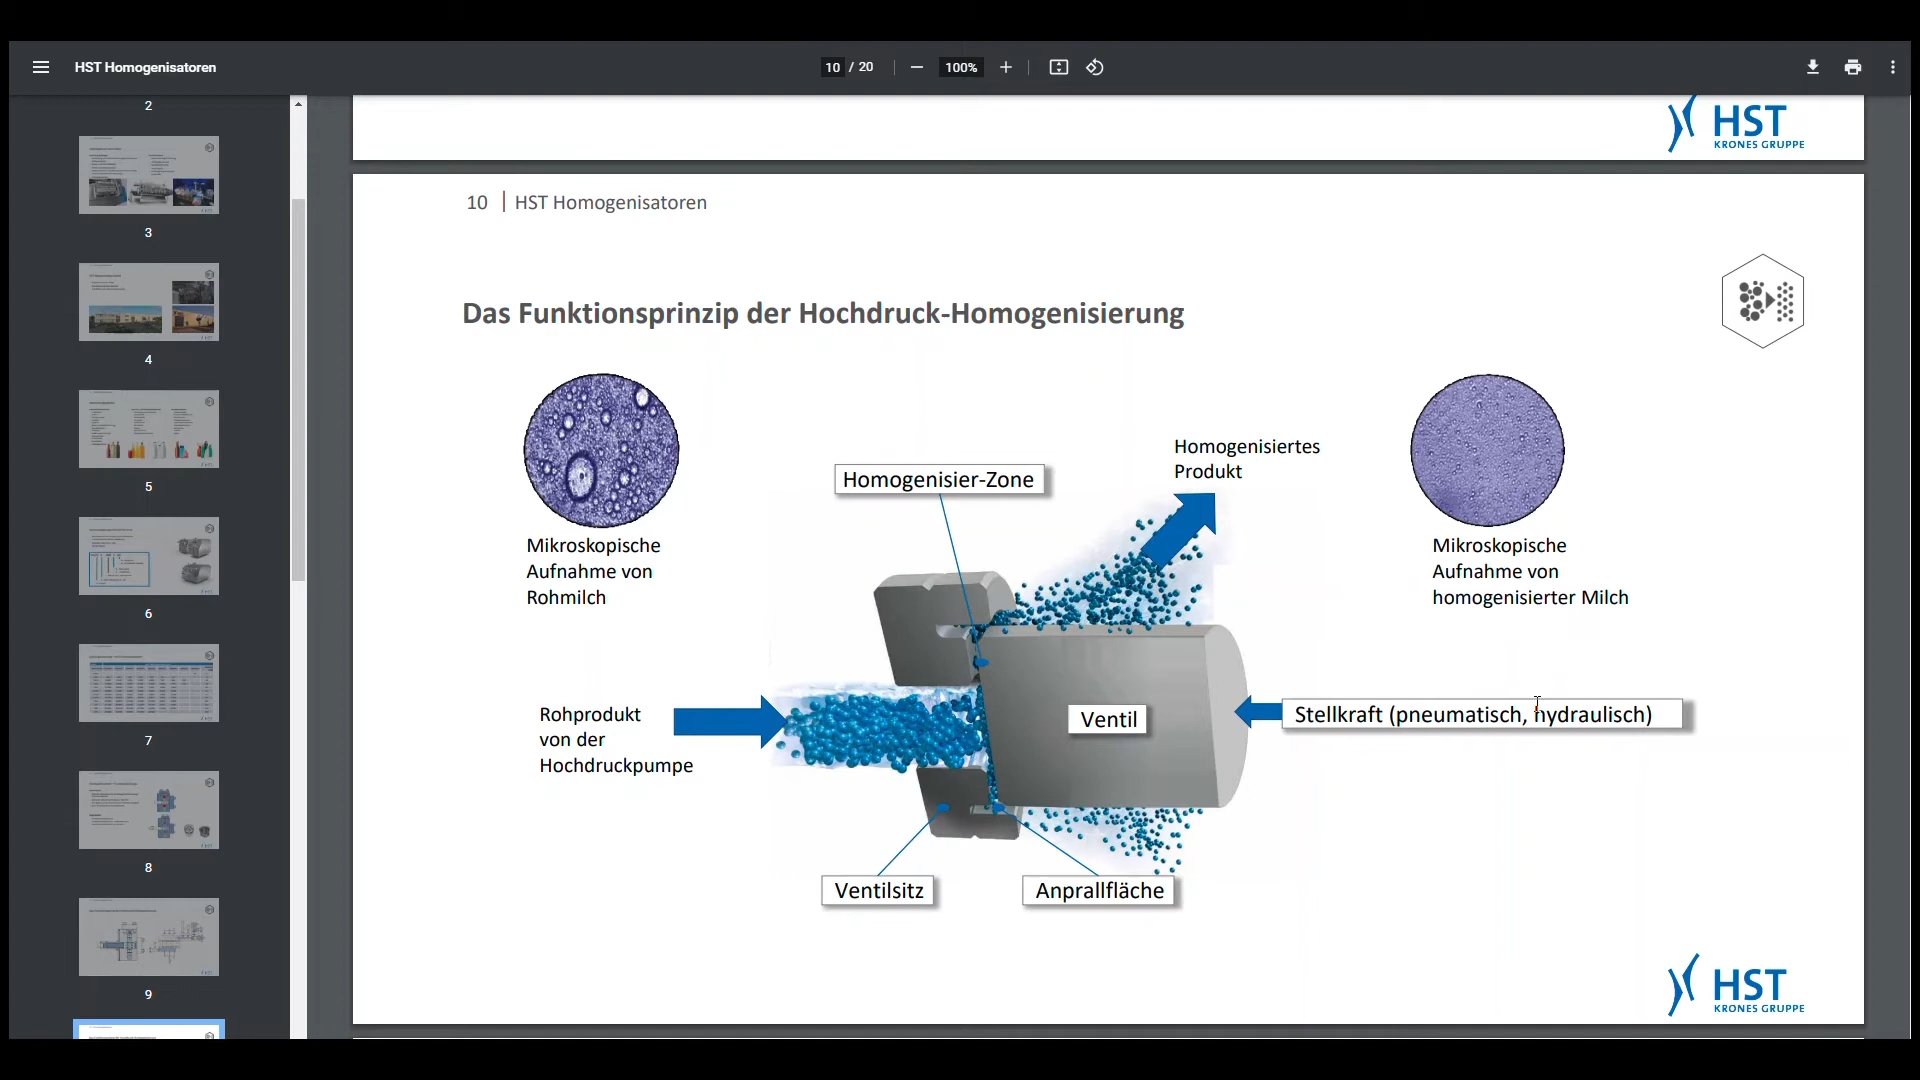 HST Homogenisatoren
10 / 20
100%
2
3
4
5
6
7
8
9
HST
KRONES GRUPPE
10 | HST Homogenisatoren
Das Funktionsprinzip der Hochdruck-Homogenisierung
Mikroskopische
Aufnahme von
Rohmilch
Homogenisier-Zone
Homogenisiertes
Produkt
Mikroskopische
Aufnahme von
homogenisierter Milch
Rohprodukt
von der
Hochdruckpumpe
Ventil
Stellkraft (pneumatisch, hydraulisch)
Ventilsitz
Anprallfläche
HST
KRONES GRUPPE